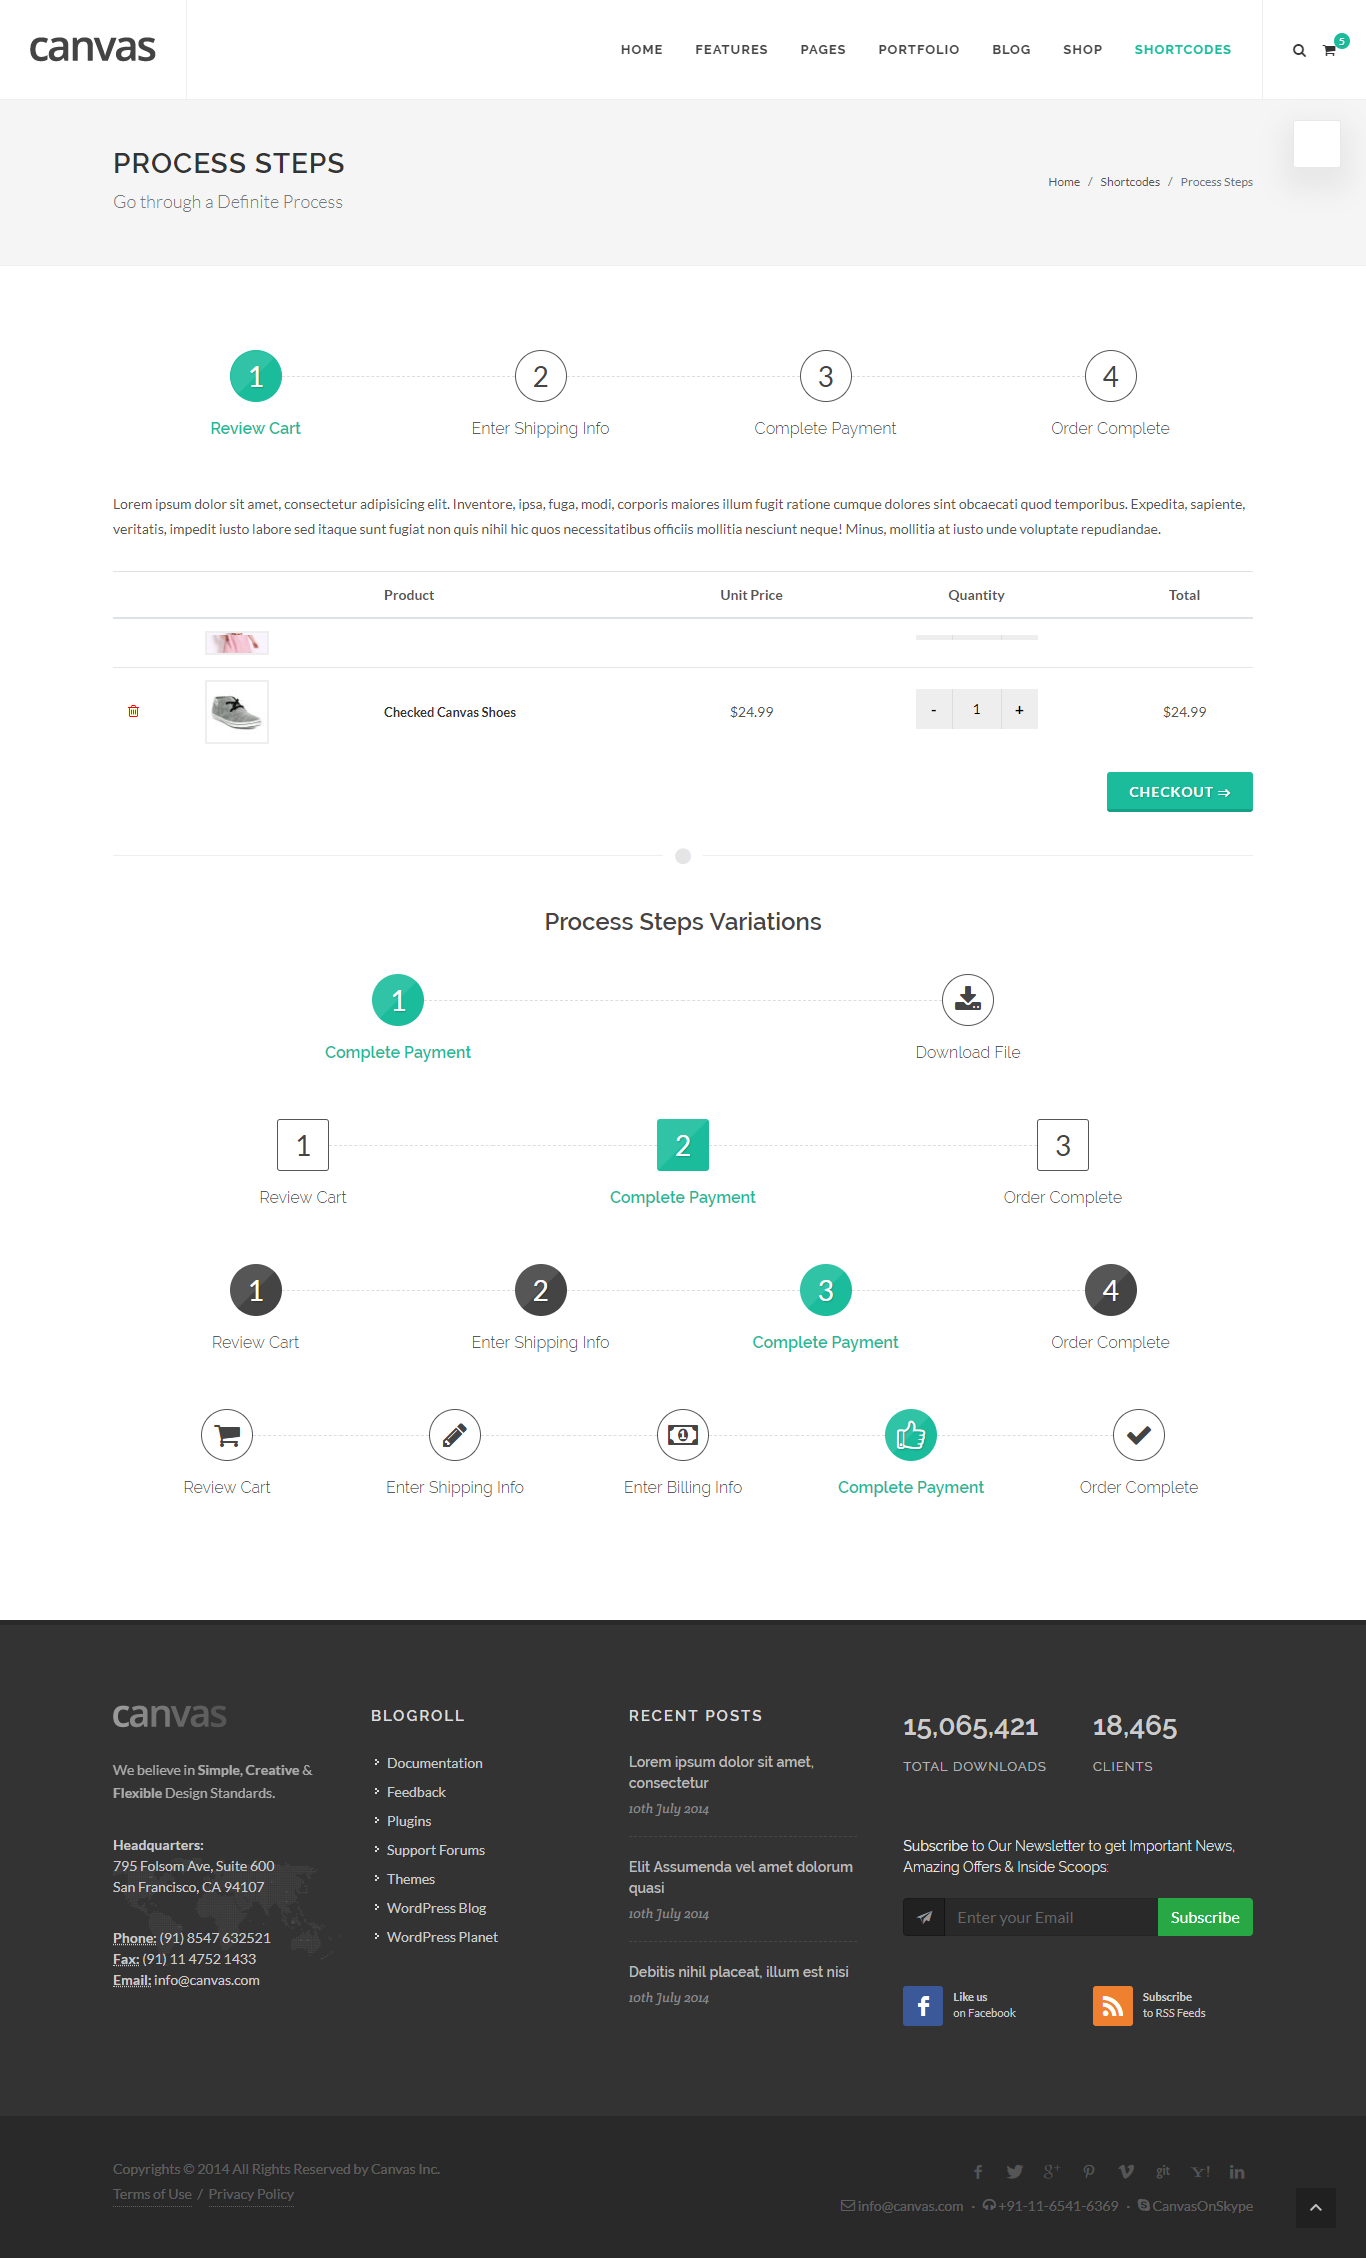 canvas
HOME FEATURES PAGES PORTFOLIO BLOG SHOP SHORTCODES
5
PROCESS STEPS
Go through a Definite Process
Home / Shortcodes / Process Steps
1 2 3 4
Review Cart Enter Shipping Info Complete Payment Order Complete
Lorem ipsum dolor sit amet, consectetur adipisicing elit. Inventore, ipsa, fuga, modi, corporis maiores illum fugit ratione cumque dolores sint obcaecati quod temporibus. Expedita, sapiente,
veritatis, impedit iusto labore sed itaque sunt fugiat non quis nihil hic quos necessitatibus officiis mollitia nesciunt neque! Minus, mollitia at iusto unde voluptate repudiandae.
Product Unit Price Quantity Total
Checked Canvas Shoes $24.99 - 1 + $24.99
CHECKOUT ⇒
Process Steps Variations
1
Complete Payment Download File
1 2 3
Review Cart Complete Payment Order Complete
1 2 3 4
Review Cart Enter Shipping Info Complete Payment Order Complete
1
Review Cart Enter Shipping Info Enter Billing Info Complete Payment Order Complete
canvas
We believe in Simple, Creative &
Flexible Design Standards.
Headquarters:
795 Folsom Ave, Suite 600
San Francisco, CA 94107
Phone: (91) 8547 632521
Fax: (91) 11 4752 1433
Email: info@canvas.com
BLOGROLL
Documentation
Feedback
Plugins
Support Forums
Themes
WordPress Blog
WordPress Planet
RECENT POSTS
Lorem ipsum dolor sit amet,
consectetur
10th July 2014
Elit Assumenda vel amet dolorum
quasi
10th July 2014
Debitis nihil placeat, illum est nisi
10th July 2014
15,065,421
TOTAL DOWNLOADS
18,465
CLIENTS
Subscribe to Our Newsletter to get Important News,
Amazing Offers & Inside Scoops:
Enter your Email Subscribe
Like us
on Facebook
Subscribe
to RSS Feeds
Copyrights © 2014 All Rights Reserved by Canvas Inc.
Terms of Use / Privacy Policy
git
info@canvas.com · +91-11-6541-6369 · CanvasOnSkype